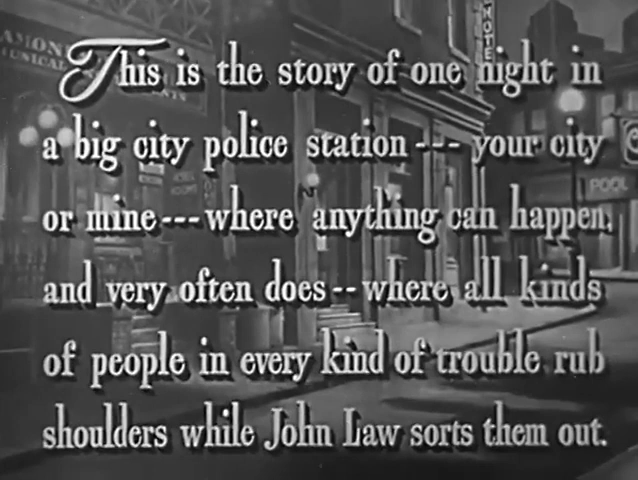 This is the story of one night in
a big city police station --- your city
or mine --- where anything can happen,
and very often does -- where all kinds
of people in every kind of trouble rub
shoulders while John Law sorts them out.
HOTE
POOL